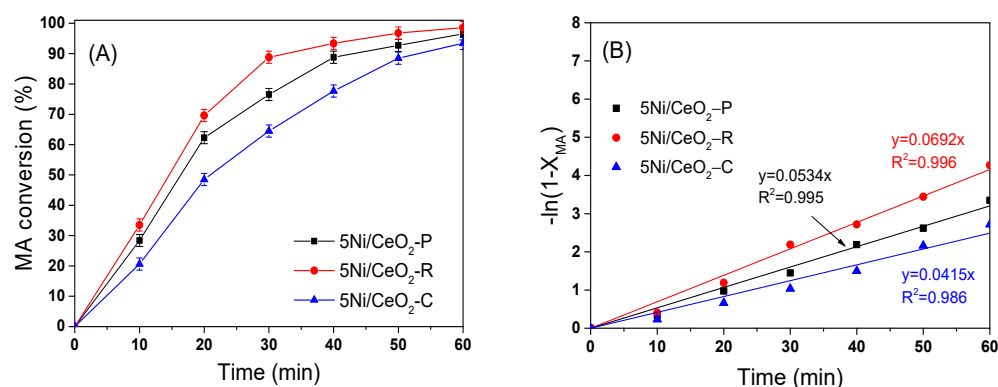 (A)
MA conversion (%)
100
90
80
70
60
50
40
30
20
10
0
5Ni/CeO₂-P
5Ni/CeO₂-R
5Ni/CeO₂-C
0 10 20 30 40 50 60
Time (min)
(B)
-ln(1-X_MA)
8
7
6
5
4
3
2
1
0
5Ni/CeO₂–P
5Ni/CeO₂–R
5Ni/CeO₂–C
y=0.0692x
R²=0.996
y=0.0534x
R²=0.995
y=0.0415x
R²=0.986
0 10 20 30 40 50 60
Time (min)